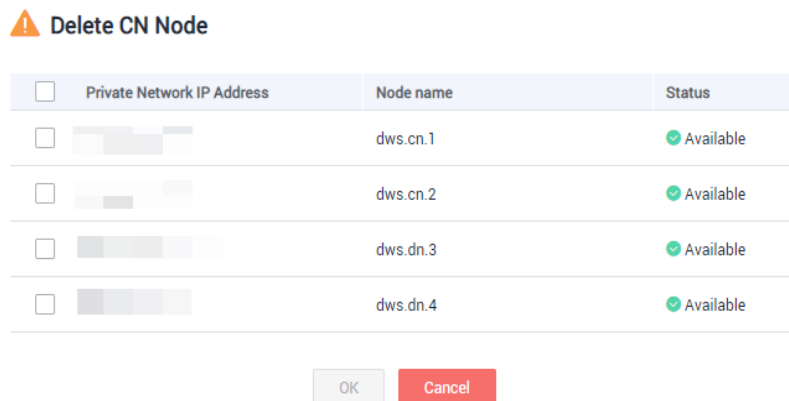 Delete CN Node
Private Network IP Address Node name Status
dws.cn.1 Available
dws.cn.2 Available
dws.dn.3 Available
dws.dn.4 Available
OK Cancel